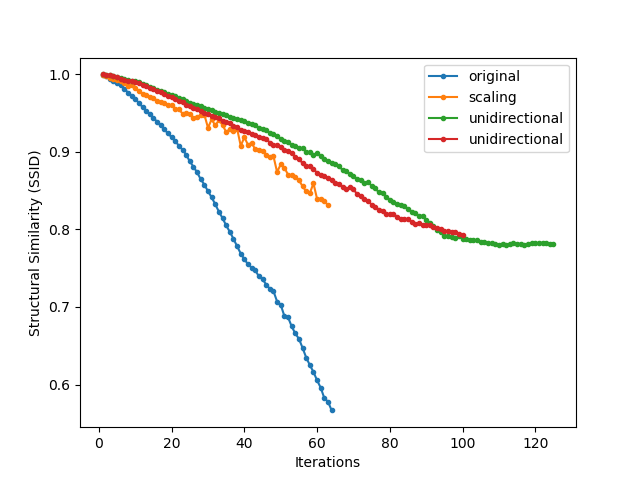 original
scaling
unidirectional
unidirectional
1.0
0.9
0.8
0.7
0.6
Structural Similarity (SSID)
0 20 40 60 80 100 120
Iterations